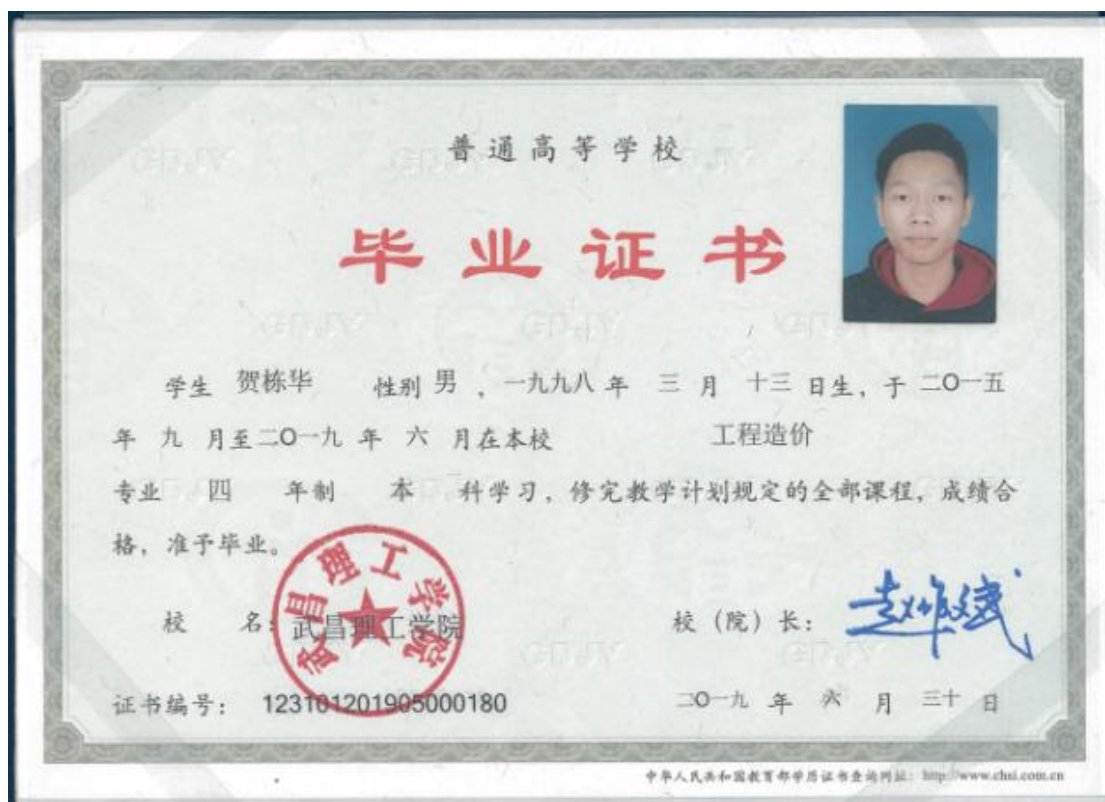 普通高等学校
毕业证书
学生 贺栋华 性别 男 ，一九九八 年 三 月 十三 日生，于 二O一五
年 九 月至二O一九 年 六 月在本校 工程造价
专业 四 年制 本 科学习，修完教学计划规定的全部课程，成绩合
格，准予毕业。
武昌理工学院
校 名：武昌理工学院 校（院）长：赵作斌
证书编号： 123101201905000180 二O一九 年 六 月 三十 日
中华人民共和国教育部学历证书查询网址：http://www.chsi.com.cn